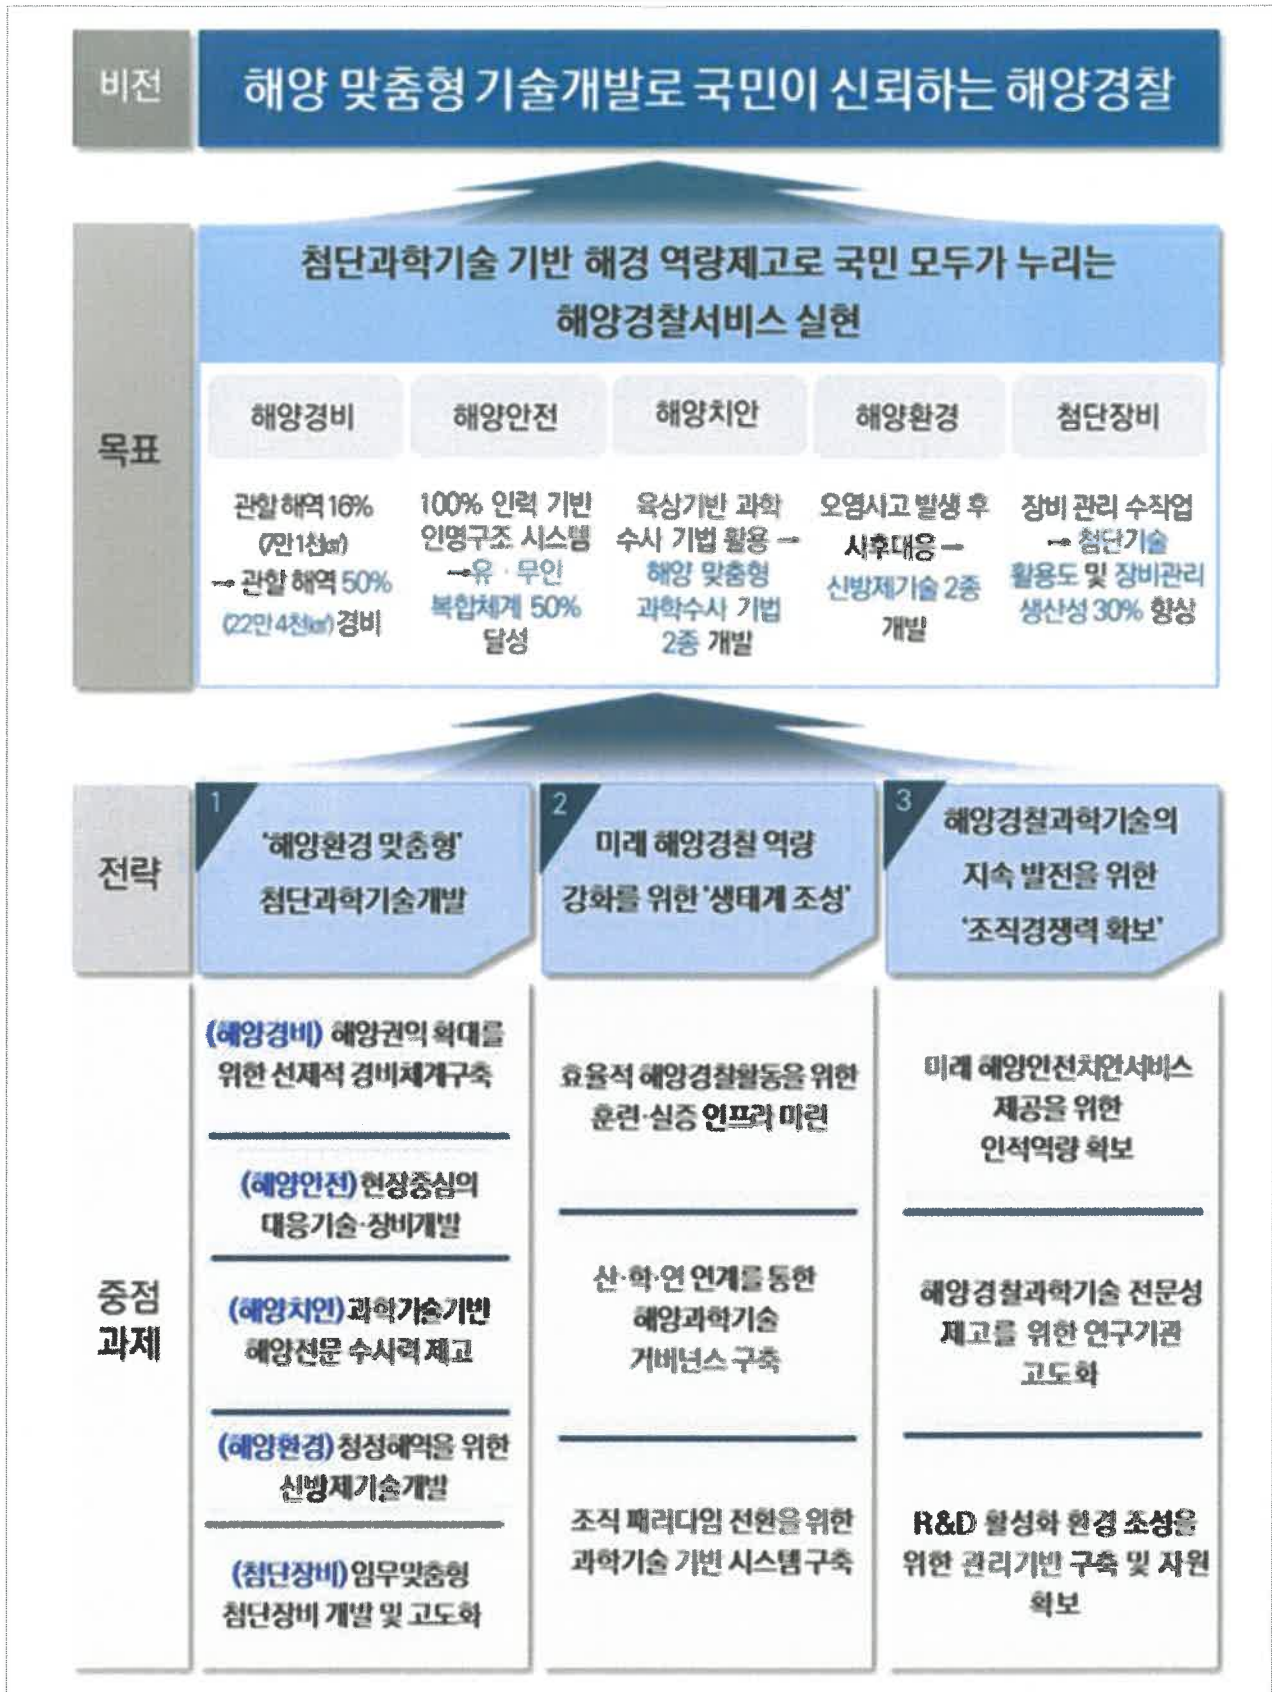 비전
해양 맞춤형 기술개발로 국민이 신뢰하는 해양경찰
목표
첨단과학기술 기반 해경 역량제고로 국민 모두가 누리는
해양경찰서비스 실현
해양경비
관할 해역 16%
(7만 1천㎢)
→ 관할 해역 50%
(22만 4천㎢) 경비
해양안전
100% 인력 기반
인명구조 시스템
→유·무인
복합체계 50%
달성
해양치안
육상기반 과학
수사 기법 활용 →
해양 맞춤형
과학수사 기법
2종 개발
해양환경
오염사고 발생 후
사후대응 →
신방제기술 2종
개발
첨단장비
장비 관리 수작업
→ 첨단기술
활용도 및 장비관리
생산성 30% 향상
전략
1
'해양환경 맞춤형'
첨단과학기술개발
2
미래 해양경찰 역량
강화를 위한 '생태계 조성'
3
해양경찰과학기술의
지속 발전을 위한
'조직경쟁력 확보'
중점
과제
(해양경비) 해양권익 확대를
위한 선제적 경비체계구축
(해양안전) 현장중심의
대응기술·장비개발
(해양치안) 과학기술기반
해양전문 수사력 제고
(해양환경) 청정해역을 위한
신방제기술개발
(첨단장비) 임무맞춤형
첨단장비 개발 및 고도화
효율적 해양경찰활동을 위한
훈련·실증 인프라 마련
산·학·연 연계를 통한
해양과학기술
거버넌스 구축
조직 패러다임 전환을 위한
과학기술 기반 시스템구축
미래 해양안전치안서비스
제공을 위한
인적역량 확보
해양경찰과학기술 전문성
제고를 위한 연구기관
고도화
R&D 활성화 환경 조성을
위한 관리기반 구축 및 자원
확보